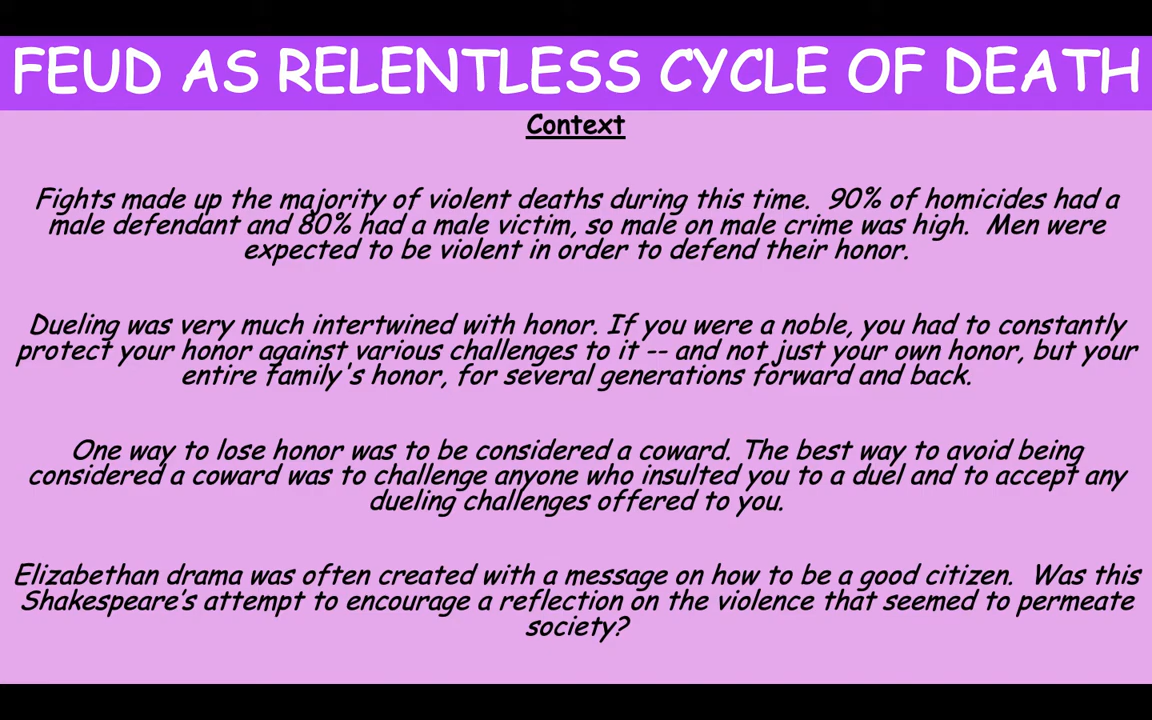 FEUD AS RELENTLESS CYCLE OF DEATH
Context
Fights made up the majority of violent deaths during this time.  90% of homicides had a
male defendant and 80% had a male victim, so male on male crime was high.  Men were
expected to be violent in order to defend their honor.
Dueling was very much intertwined with honor. If you were a noble, you had to constantly
protect your honor against various challenges to it -- and not just your own honor, but your
entire family's honor, for several generations forward and back.
One way to lose honor was to be considered a coward. The best way to avoid being
considered a coward was to challenge anyone who insulted you to a duel and to accept any
dueling challenges offered to you.
Elizabethan drama was often created with a message on how to be a good citizen.  Was this
Shakespeare’s attempt to encourage a reflection on the violence that seemed to permeate
society?